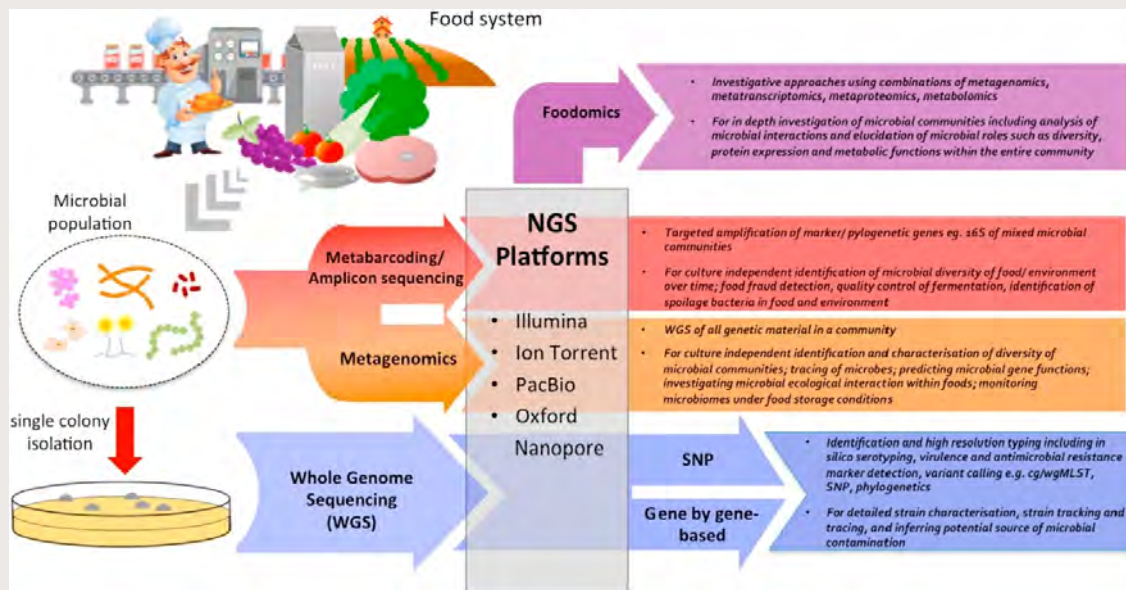 Food system
Foodomics
• Investigative approaches using combinations of metagenomics,
metatranscriptomics, metaproteomics, metabolomics
• For in depth investigation of microbial communities including analysis of
microbial interactions and elucidation of microbial roles such as diversity,
protein expression and metabolic functions within the entire community
Microbial
population
Metabarcoding/
Amplicon sequencing
Metagenomics
NGS
Platforms
• Illumina
• Ion Torrent
• PacBio
• Oxford
Nanopore
• Targeted amplification of marker/ pylogenetic genes eg. 16S of mixed microbial
communities
• For culture independent identification of microbial diversity of food/ environment
over time; food fraud detection, quality control of fermentation, identification of
spoilage bacteria in food and environment
• WGS of all genetic material in a community
• For culture independent identification and characterisation of diversity of
microbial communities; tracing of microbes; predicting microbial gene functions;
investigating microbial ecological interaction within foods; monitoring
microbiomes under food storage conditions
single colony
isolation
Whole Genome
Sequencing
(WGS)
SNP
Gene by gene-
based
• Identification and high resolution typing including in
silico serotyping, virulence and antimicrobial resistance
marker detection, variant calling e.g. cg/wgMLST,
SNP, phylogenetics
• For detailed strain characterisation, strain tracking and
tracing, and inferring potential source of microbial
contamination